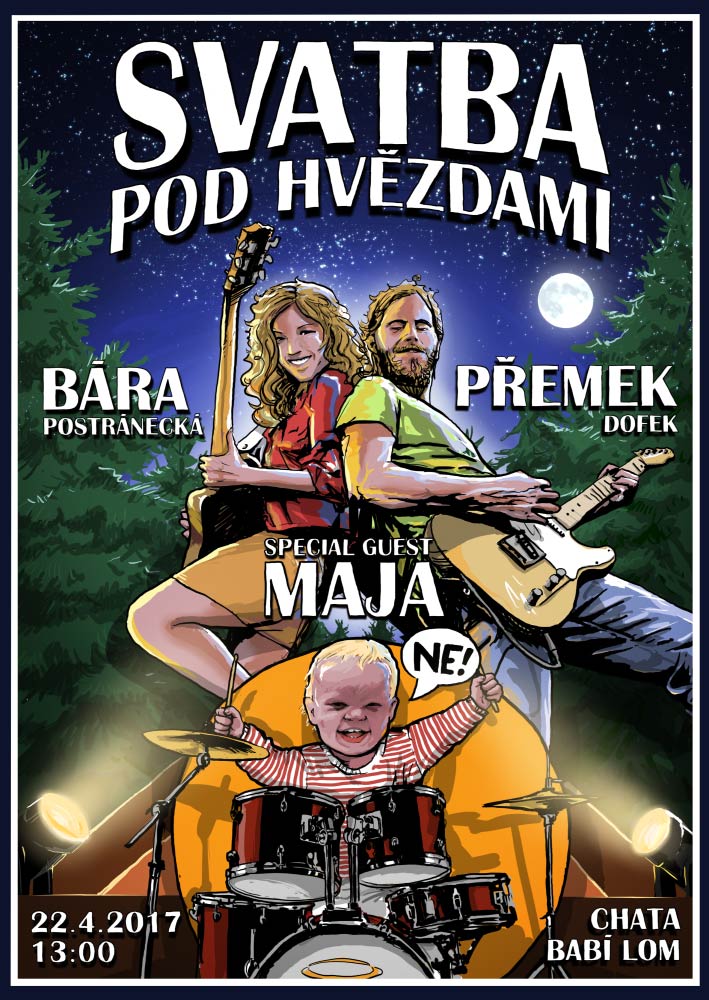 SVATBA
POD HVĚZDAMI
BÁRA
POSTRÁNECKÁ
PŘEMEK
DOFEK
SPECIAL GUEST
MAJA
NE!
22.4.2017
13:00
CHATA
BABÍ LOM